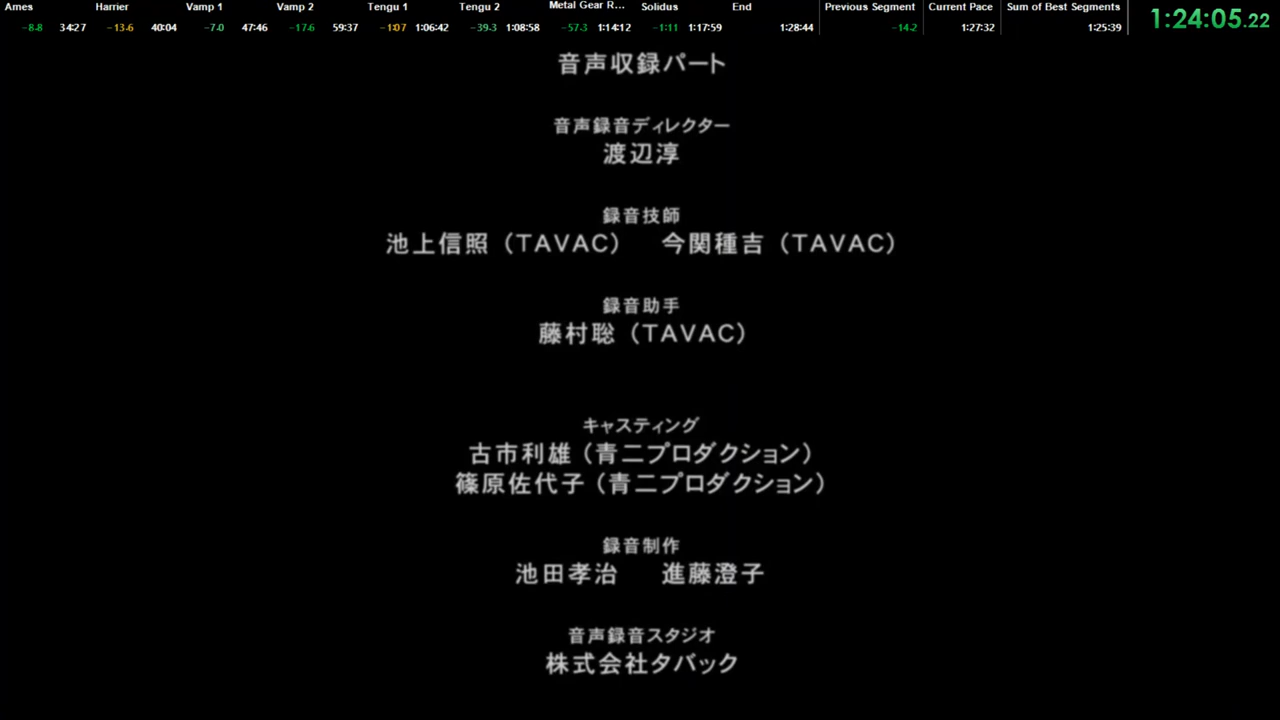 Ames Harrier Vamp 1 Vamp 2 Tengu 1 Tengu 2 Metal Gear R... Solidus End Previous Segment Current Pace Sum of Best Segments
-8.8 34:27 -13.6 40:04 -7.0 47:46 -17.6 59:37 -1:07 1:06:42 -39.3 1:08:58 -57.3 1:14:12 -1:11 1:17:59 1:28:44 -14.2 1:27:32 1:25:39 1:24:05.22
音声収録パート
音声録音ディレクター
渡辺淳
録音技師
池上信照（TAVAC） 今関種吉（TAVAC）
録音助手
藤村聡（TAVAC）
キャスティング
古市利雄（青二プロダクション）
篠原佐代子（青二プロダクション）
録音制作
池田孝治 進藤澄子
音声録音スタジオ
株式会社タバック